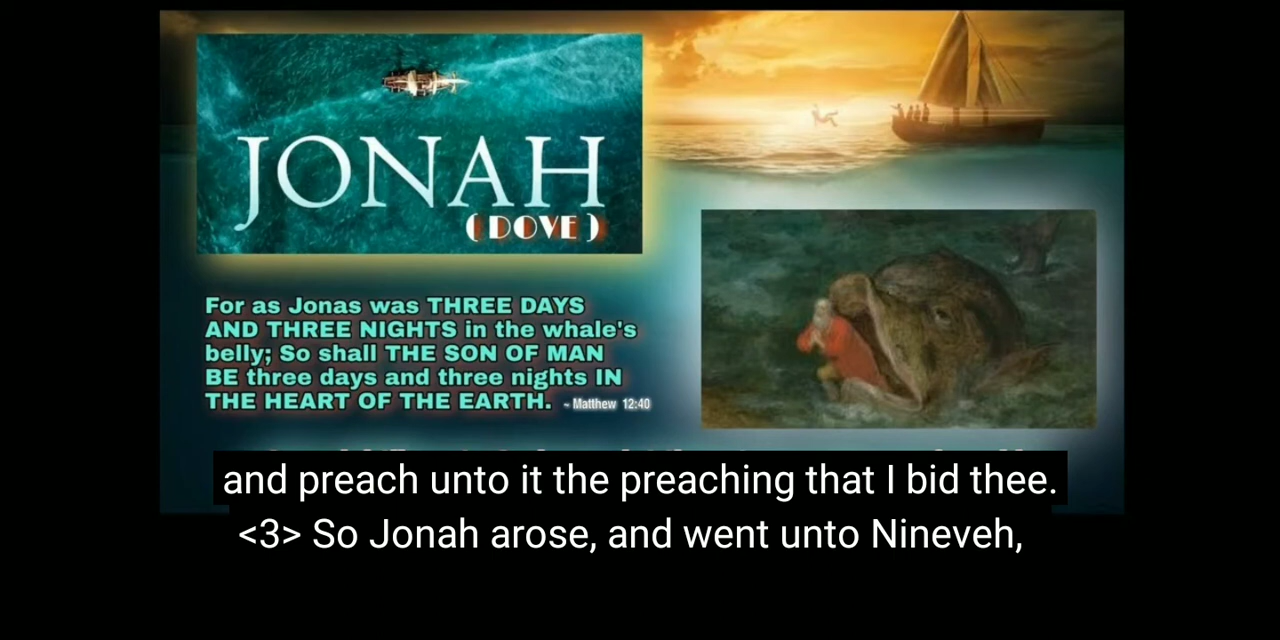 JONAH
( DOVE )
For as Jonas was THREE DAYS
AND THREE NIGHTS in the whale's
belly; So shall THE SON OF MAN
BE three days and three nights IN
THE HEART OF THE EARTH. ~ Matthew 12:40
and preach unto it the preaching that I bid thee.
<3> So Jonah arose, and went unto Nineveh,